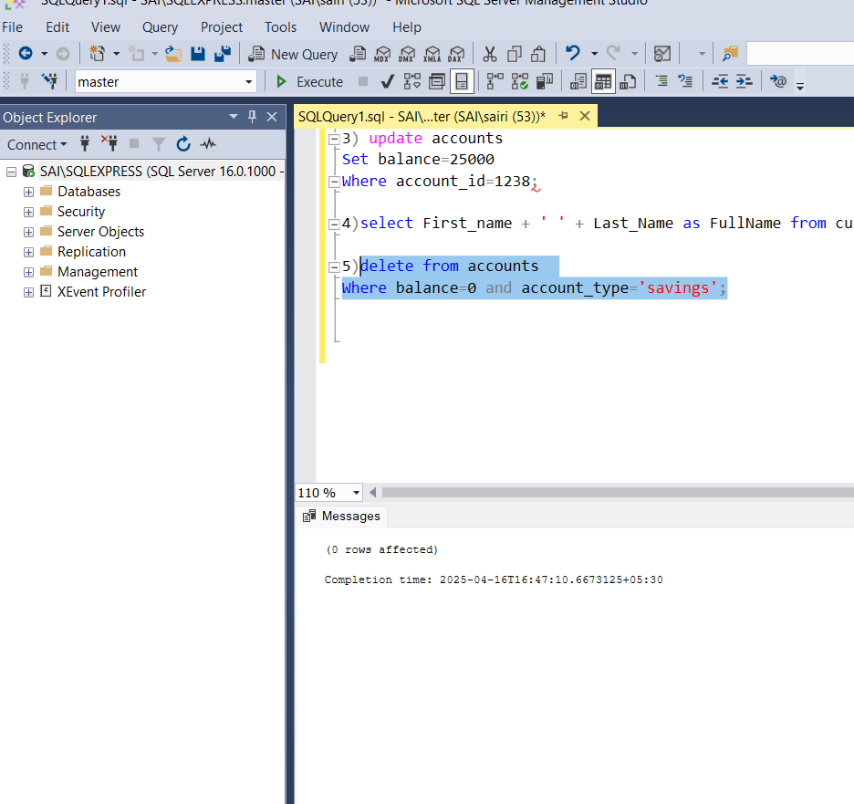 SQLQuery1.sql - SAI\SQLEXPRESS.master (SAI\sairi (53))* - Microsoft SQL Server Management Studio
File Edit View Query Project Tools Window Help
New Query MDX DMX XMLA DAX
master Execute
Object Explorer
SQLQuery1.sql - SAI\...ter (SAI\sairi (53))*
Connect
SAI\SQLEXPRESS (SQL Server 16.0.1000 -
Databases
Security
Server Objects
Replication
Management
XEvent Profiler
3) update accounts
Set balance=25000
Where account_id=1238;
4)select First_name + ' ' + Last_Name as FullName from cu
5)delete from accounts
Where balance=0 and account_type='savings';
110 %
Messages
(0 rows affected)
Completion time: 2025-04-16T16:47:10.6673125+05:30